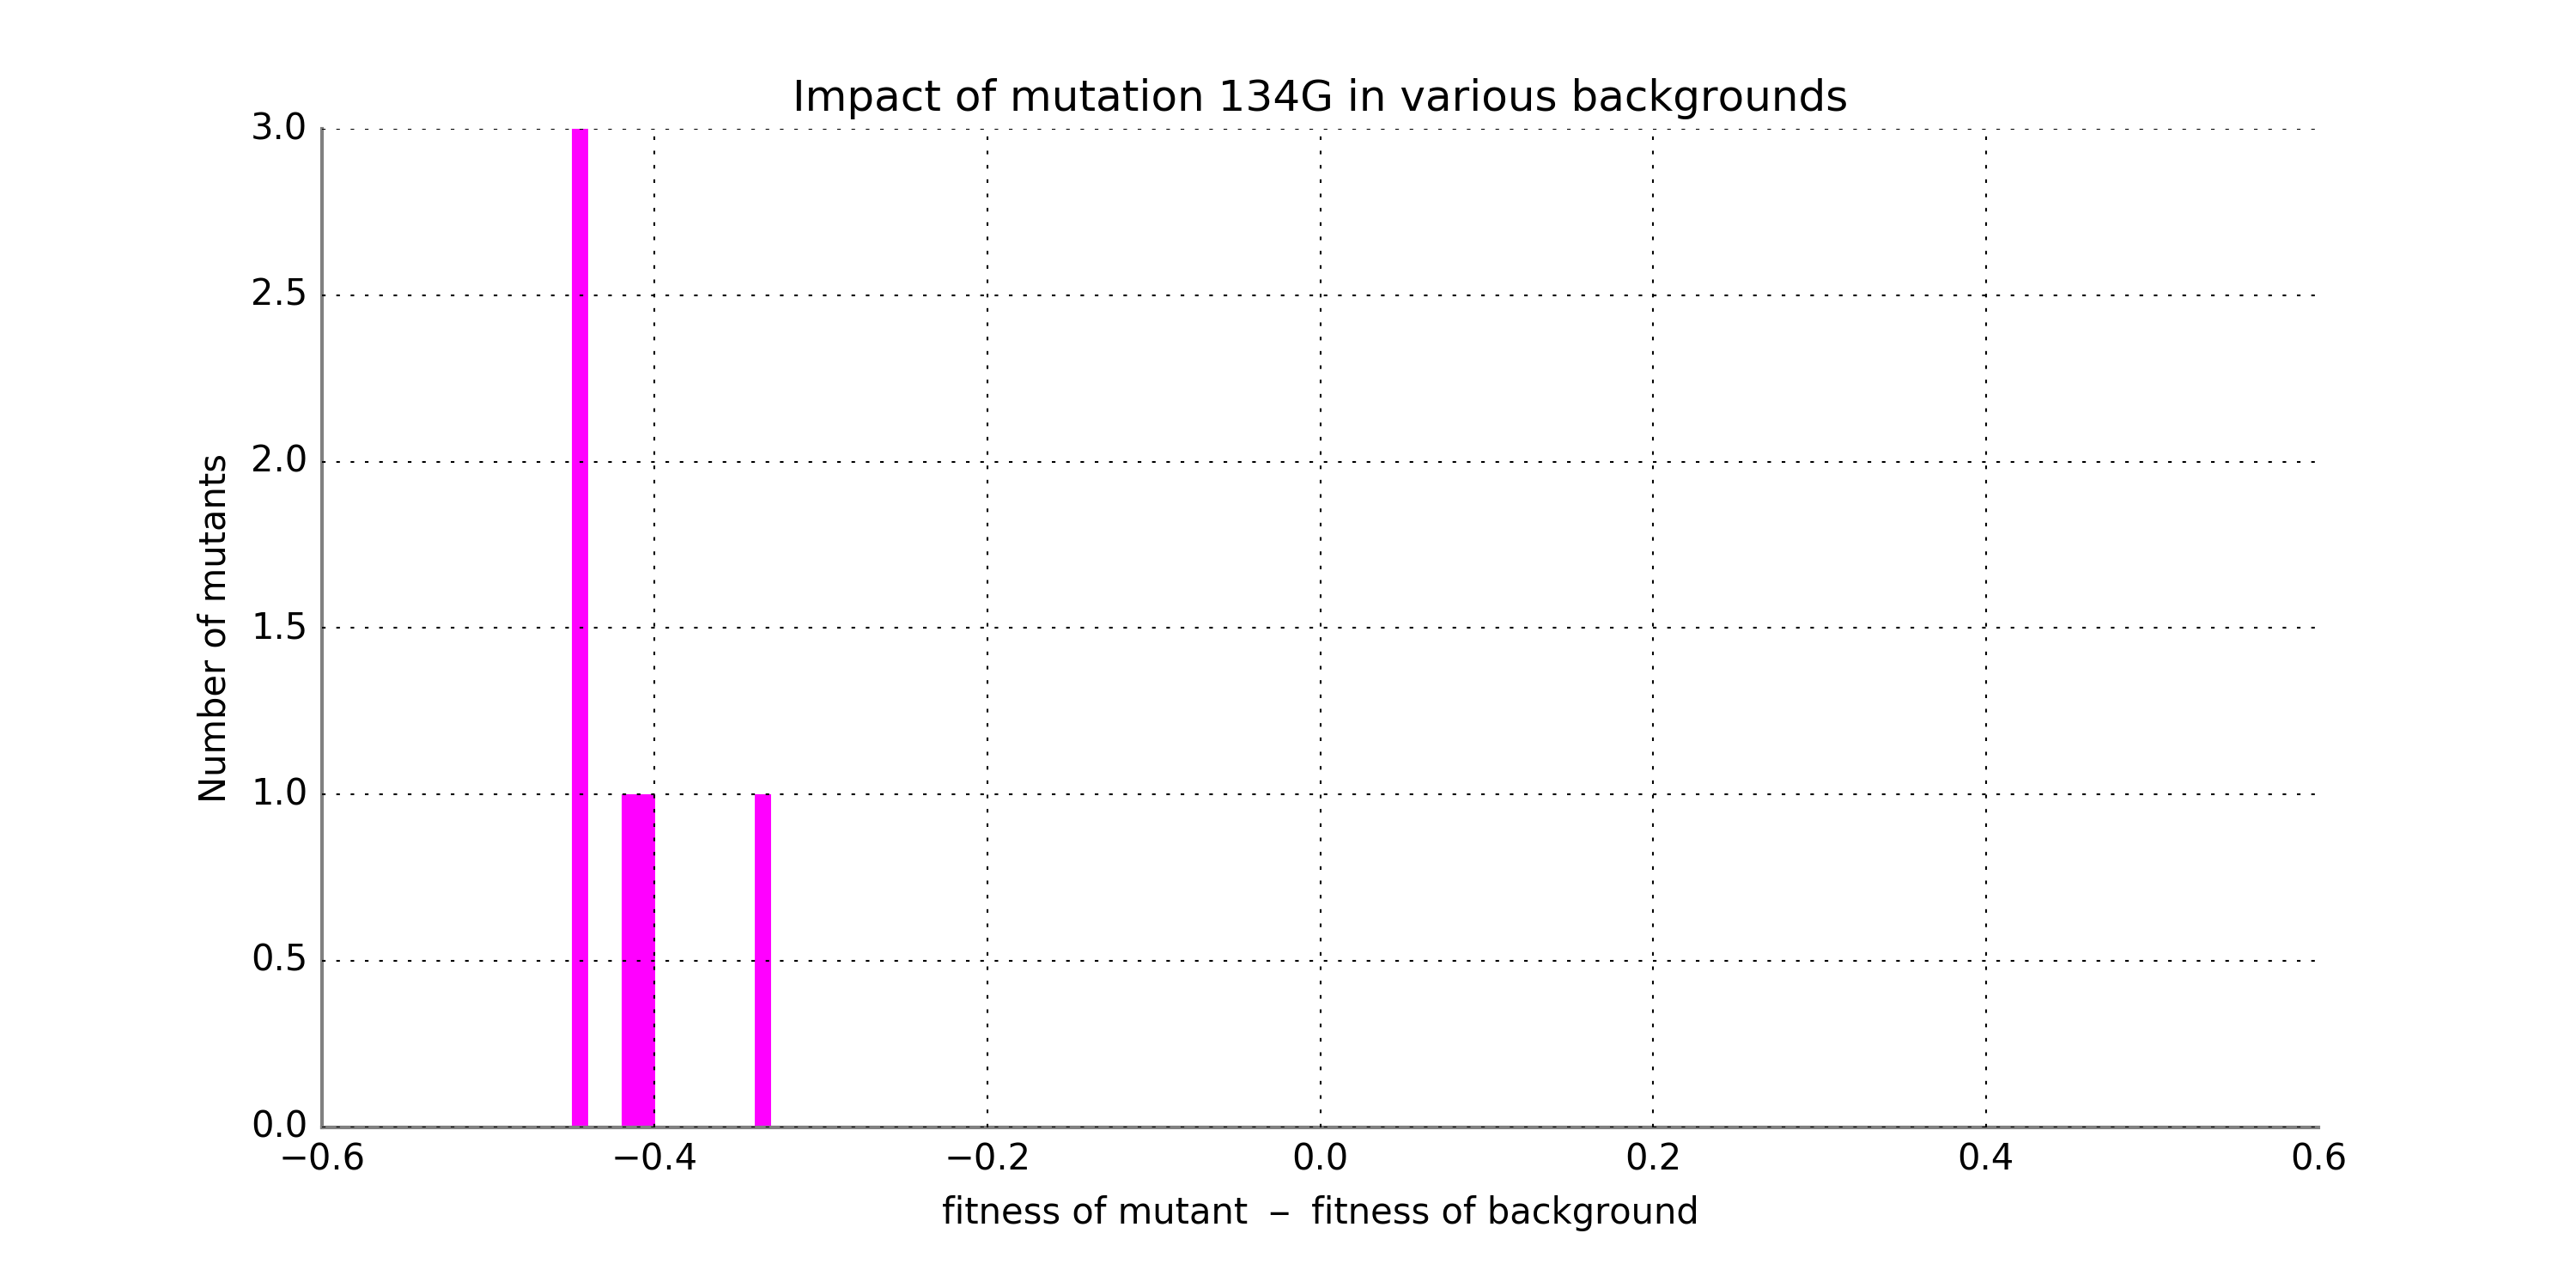 Impact of mutation 134G in various backgrounds
3.0
2.5
2.0
1.5
1.0
0.5
0.0
Number of mutants
−0.6 −0.4 −0.2 0.0 0.2 0.4 0.6
fitness of mutant − fitness of background